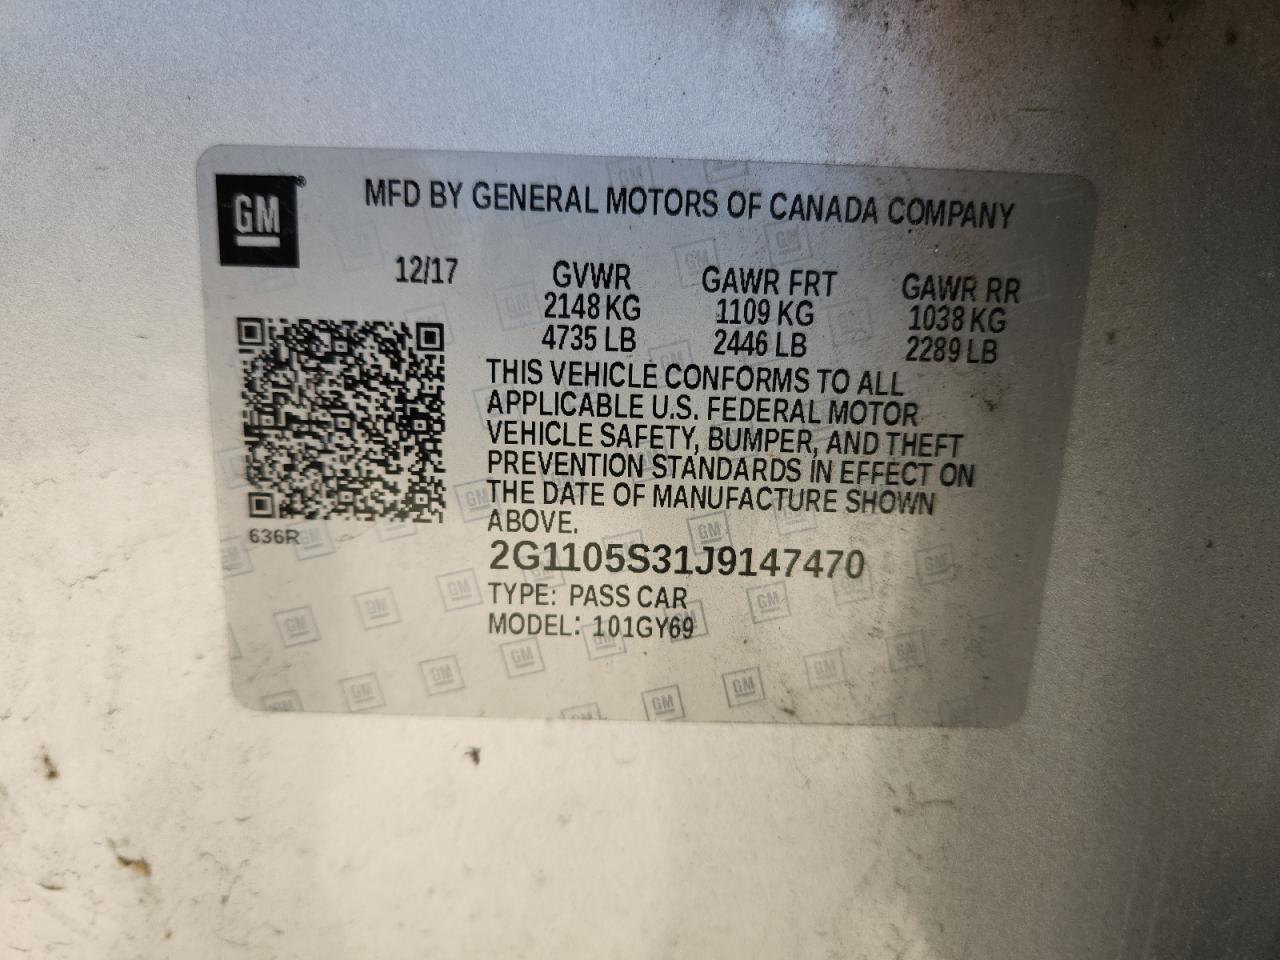 GM®
MFD BY GENERAL MOTORS OF CANADA COMPANY
12/17
GVWR GAWR FRT GAWR RR
2148 KG 1109 KG 1038 KG
4735 LB 2446 LB 2289 LB
THIS VEHICLE CONFORMS TO ALL
APPLICABLE U.S. FEDERAL MOTOR
VEHICLE SAFETY, BUMPER, AND THEFT
PREVENTION STANDARDS IN EFFECT ON
THE DATE OF MANUFACTURE SHOWN
ABOVE.
636R
2G1105S31J9147470
TYPE: PASS CAR
MODEL: 101GY69